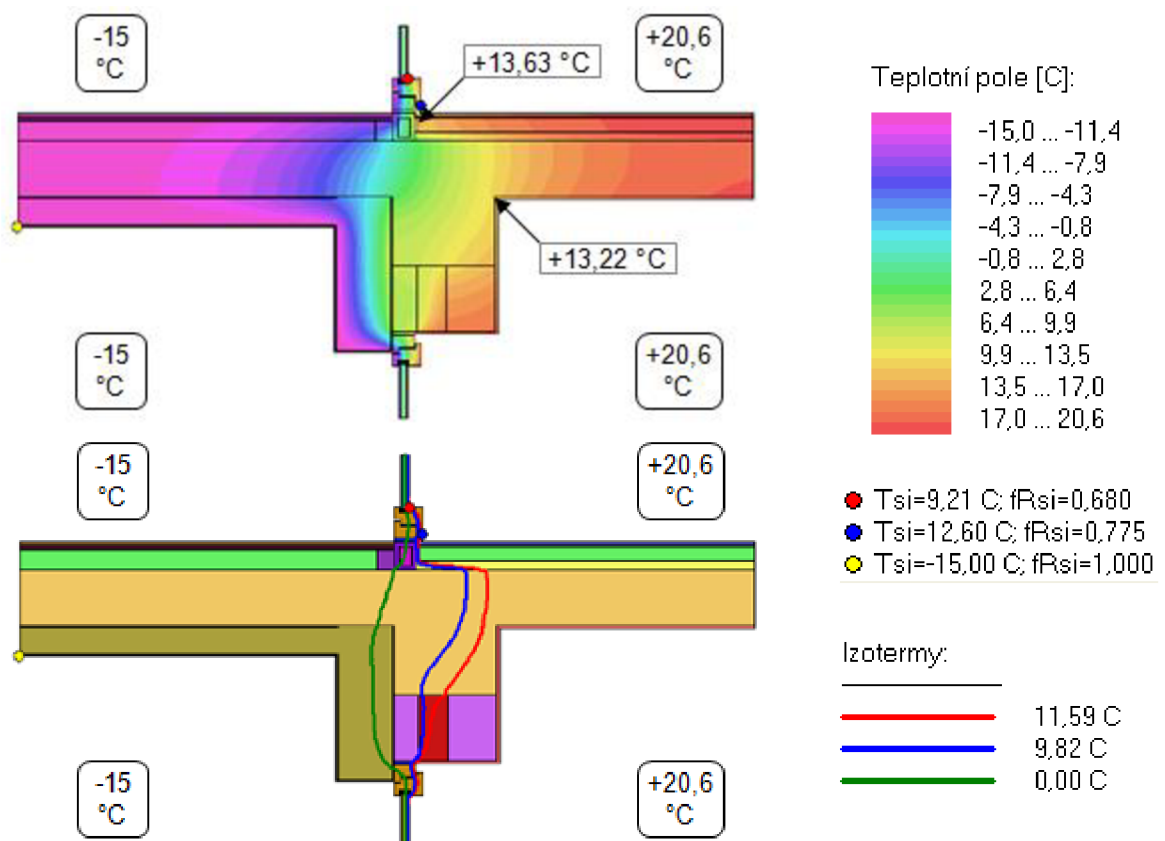 -15
°C
+13,63 °C
+20,6
°C
+13,22 °C
-15
°C
+20,6
°C
Teplotní pole [C]:
-15,0 ... -11,4
-11,4 ... -7,9
-7,9 ... -4,3
-4,3 ... -0,8
-0,8 ... 2,8
2,8 ... 6,4
6,4 ... 9,9
9,9 ... 13,5
13,5 ... 17,0
17,0 ... 20,6
-15
°C
+20,6
°C
-15
°C
+20,6
°C
Tsi=9,21 C; fRsi=0,680
Tsi=12,60 C; fRsi=0,775
Tsi=-15,00 C; fRsi=1,000
Izotermy:
11,59 C
9,82 C
0,00 C